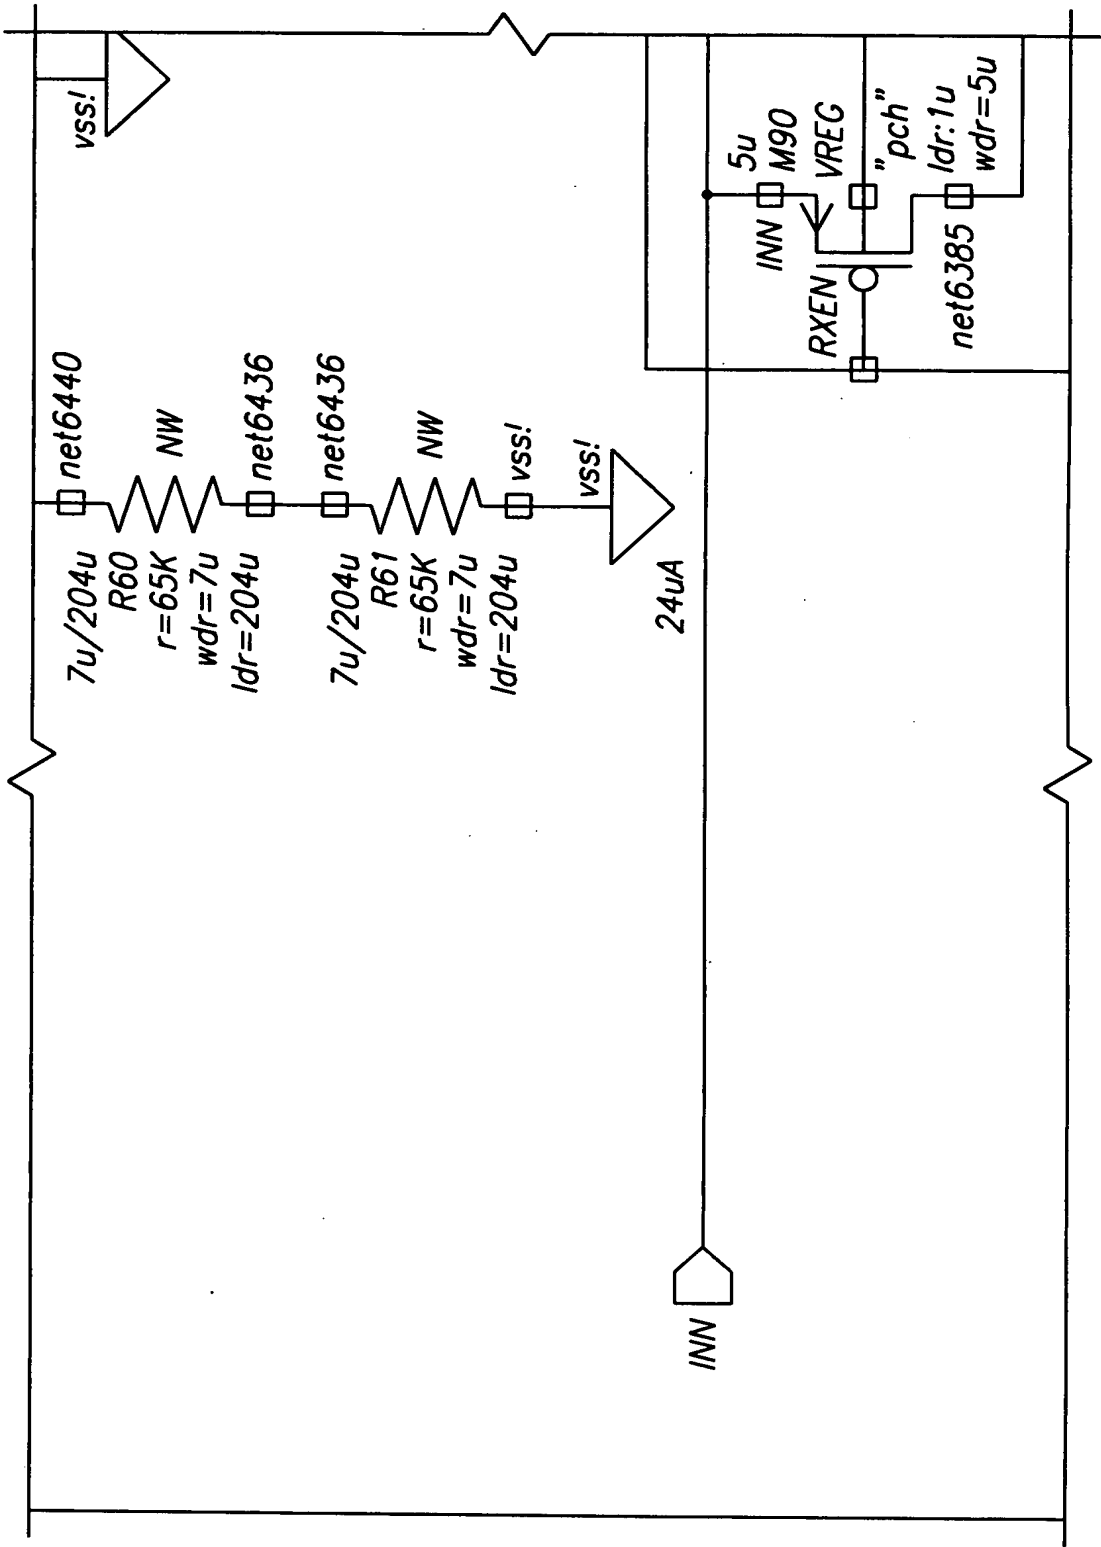 vss!
net6440
7u/204u
R60
NW
r=65K
wdr=7u
ldr=204u
net6436
net6436
7u/204u
R61
NW
r=65K
wdr=7u
ldr=204u
vss!
vss!
24uA
INN
5u
M90
VREG
INN
RXEN
"pch"
ldr:1u
wdr=5u
net6385